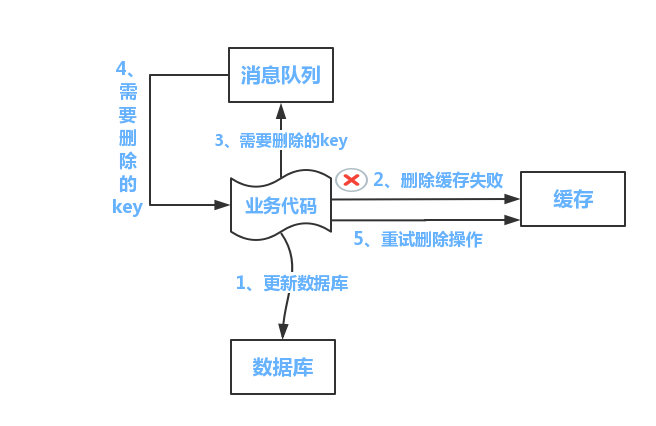 消息队列
4、
需
要
删
除
的
key
3、需要删除的key
2、删除缓存失败
缓存
业务代码
5、重试删除操作
1、更新数据库
数据库